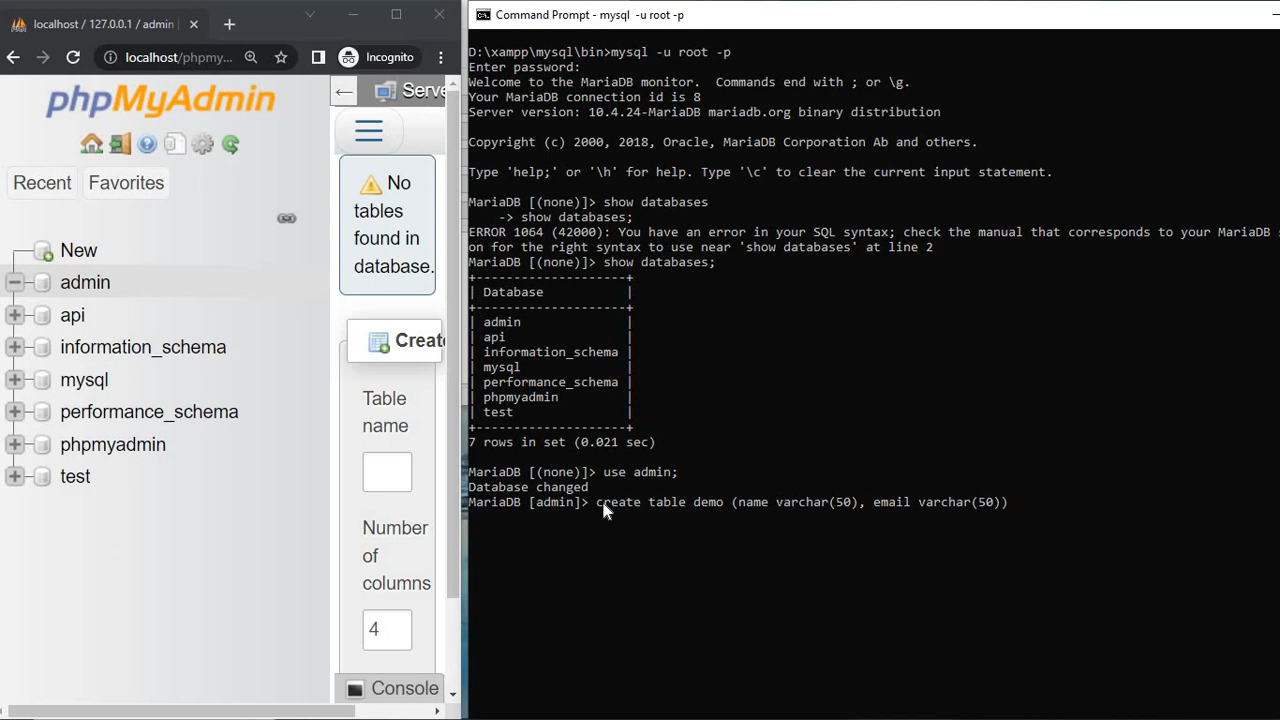 localhost / 127.0.0.1 / admin
localhost/phpmy...
Incognito
phpMyAdmin
Recent
Favorites
New
admin
api
information_schema
mysql
performance_schema
phpmyadmin
test
Serve
No
tables
found in
database.
Create
Table
name
Number
of
columns
4
Console
Command Prompt - mysql -u root -p
D:\xampp\mysql\bin>mysql -u root -p
Enter password:
Welcome to the MariaDB monitor.  Commands end with ; or \g.
Your MariaDB connection id is 8
Server version: 10.4.24-MariaDB mariadb.org binary distribution
Copyright (c) 2000, 2018, Oracle, MariaDB Corporation Ab and others.
Type 'help;' or '\h' for help. Type '\c' to clear the current input statement.
MariaDB [(none)]> show databases
    -> show databases;
ERROR 1064 (42000): You have an error in your SQL syntax; check the manual that corresponds to your MariaDB s
on for the right syntax to use near 'show databases' at line 2
MariaDB [(none)]> show databases;
+--------------------+
| Database           |
+--------------------+
| admin              |
| api                |
| information_schema |
| mysql              |
| performance_schema |
| phpmyadmin         |
| test               |
+--------------------+
7 rows in set (0.021 sec)
MariaDB [(none)]> use admin;
Database changed
MariaDB [admin]> create table demo (name varchar(50), email varchar(50))